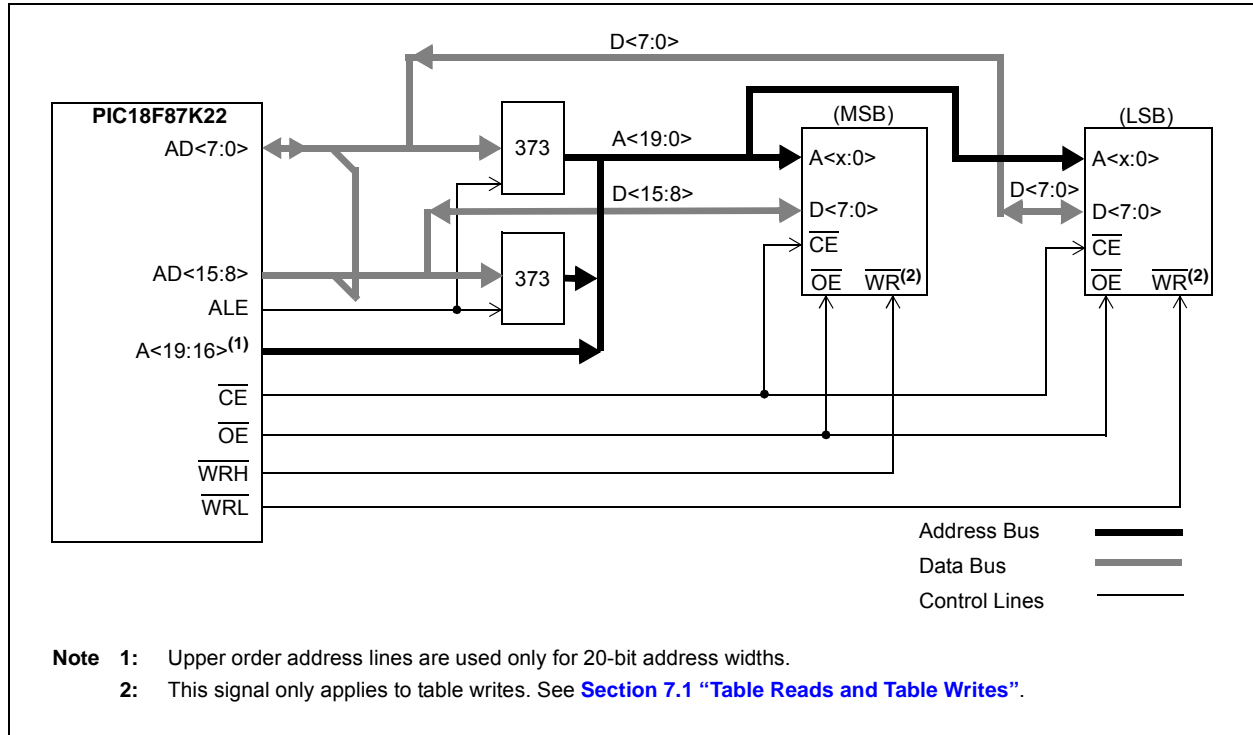 D<7:0>
PIC18F87K22
AD<7:0>
373
A<19:0>
(MSB)
A<x:0>
D<7:0>
CE
OE WR(2)
(LSB)
A<x:0>
D<7:0>
D<7:0>
CE
OE WR(2)
D<15:8>
AD<15:8>
373
ALE
A<19:16>(1)
CE
OE
WRH
WRL
Address Bus
Data Bus
Control Lines
Note 1: Upper order address lines are used only for 20-bit address widths.
2: This signal only applies to table writes. See Section 7.1 “Table Reads and Table Writes”.